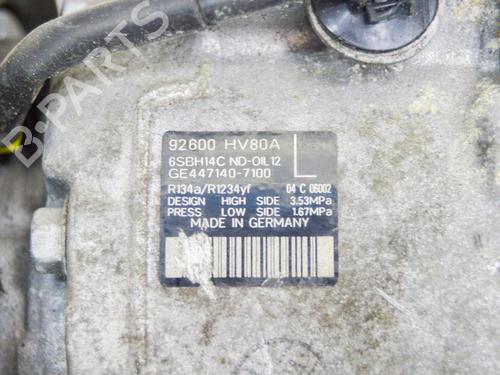 92600 HV80A
6SBH14C ND-OIL12
GE447140-7100
L
R134a/R1234yf 04 C 06002
DESIGN HIGH SIDE 3.53MPa
PRESS LOW SIDE 1.67MPa
MADE IN GERMANY
B-PARTS